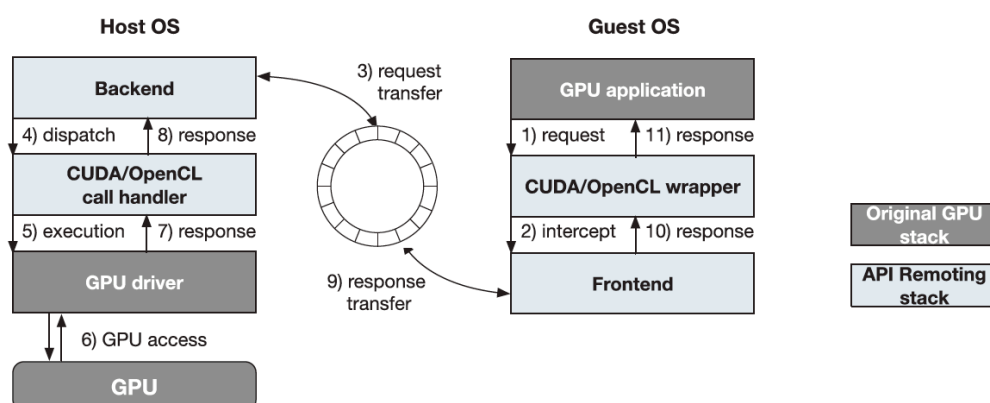 Host OS
Guest OS
Backend
3) request
transfer
GPU application
4) dispatch
8) response
1) request
11) response
CUDA/OpenCL
call handler
CUDA/OpenCL wrapper
5) execution
7) response
2) intercept
10) response
Original GPU
stack
GPU driver
9) response
transfer
Frontend
API Remoting
stack
6) GPU access
GPU